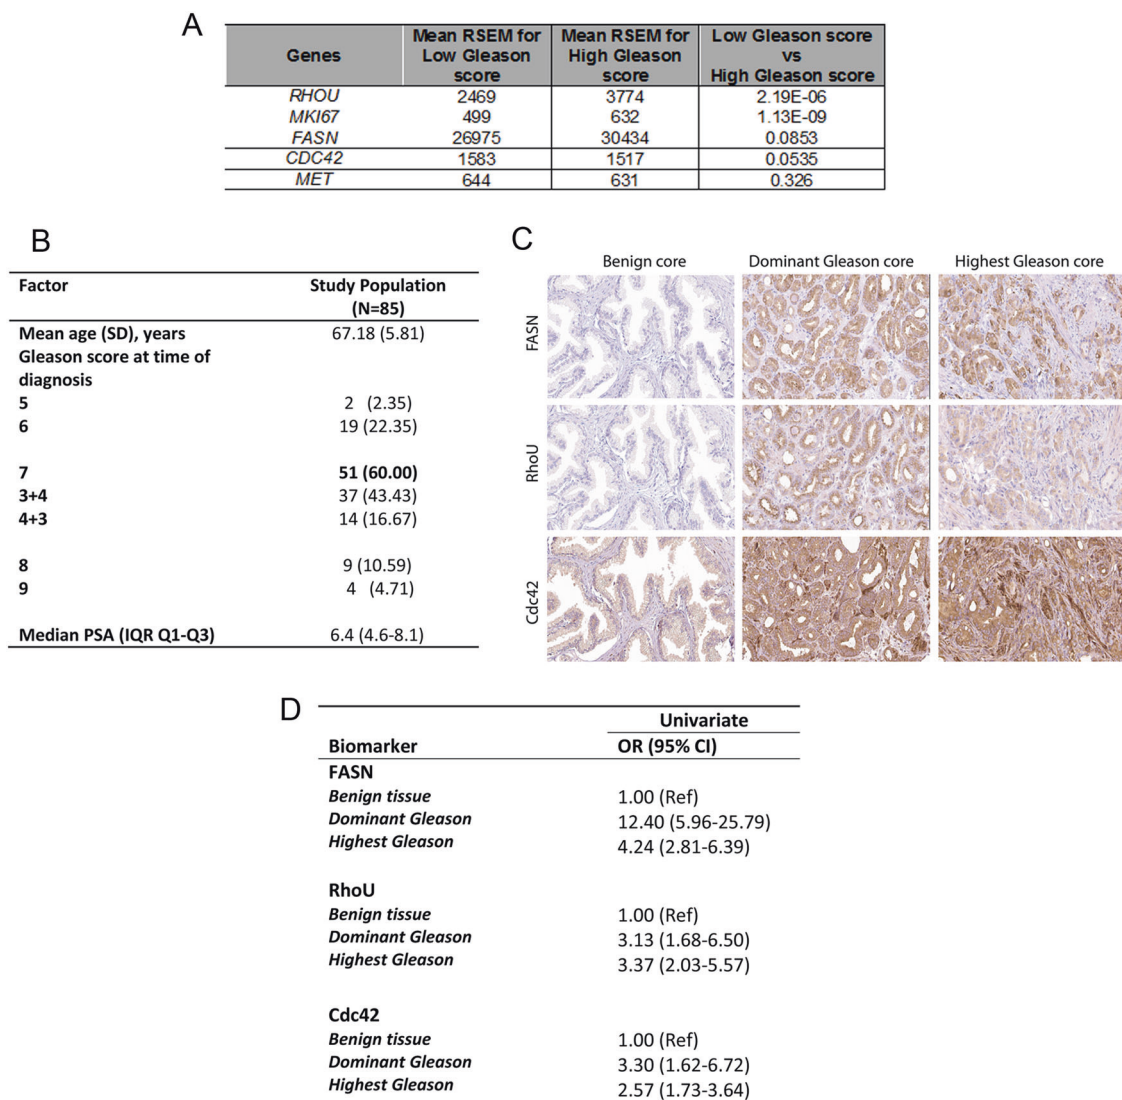 A
Genes
Mean RSEM for Low Gleason score
Mean RSEM for High Gleason score
Low Gleason score vs High Gleason score
RHOU 2469 3774 2.19E-06
MKI67 499 632 1.13E-09
FASN 26975 30434 0.0853
CDC42 1583 1517 0.0535
MET 644 631 0.326
B
Factor Study Population
(N=85)
Mean age (SD), years 67.18 (5.81)
Gleason score at time of
diagnosis
5 2 (2.35)
6 19 (22.35)
7 51 (60.00)
3+4 37 (43.43)
4+3 14 (16.67)
8 9 (10.59)
9 4 (4.71)
Median PSA (IQR Q1-Q3) 6.4 (4.6-8.1)
C
Benign core Dominant Gleason core Highest Gleason core
FASN
RhoU
Cdc42
D
Univariate
Biomarker OR (95% CI)
FASN
Benign tissue 1.00 (Ref)
Dominant Gleason 12.40 (5.96-25.79)
Highest Gleason 4.24 (2.81-6.39)
RhoU
Benign tissue 1.00 (Ref)
Dominant Gleason 3.13 (1.68-6.50)
Highest Gleason 3.37 (2.03-5.57)
Cdc42
Benign tissue 1.00 (Ref)
Dominant Gleason 3.30 (1.62-6.72)
Highest Gleason 2.57 (1.73-3.64)